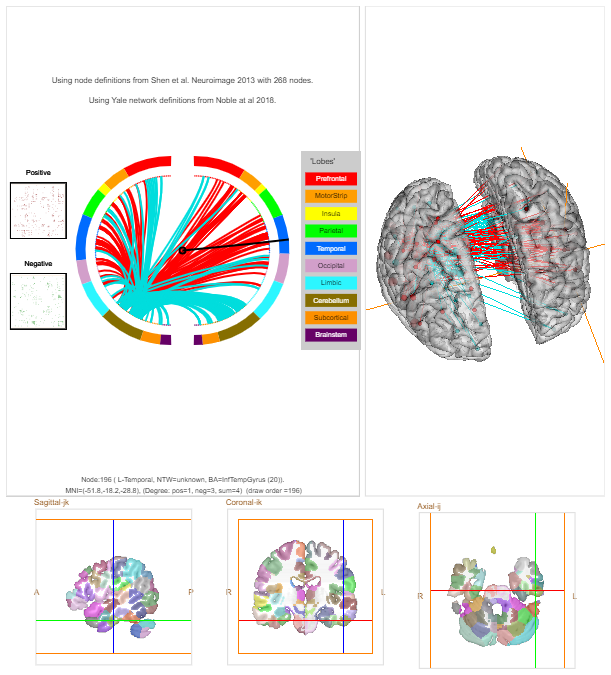 Using node definitions from Shen et al. Neuroimage 2013 with 268 nodes.
Using Yale network definitions from Noble at al 2018.
Positive
Negative
'Lobes'
Prefrontal
MotorStrip
Insula
Parietal
Temporal
Occipital
Limbic
Cerebellum
Subcortical
Brainstem
Node:196 ( L-Temporal, NTW=unknown, BA=InfTempGyrus (20)).
MNI=(-51.8,-18.2,-28.8), (Degree: pos=1, neg=3, sum=4) (draw order =196)
Sagittal-jk
A
P
Coronal-ik
R
L
Axial-ij
R
L